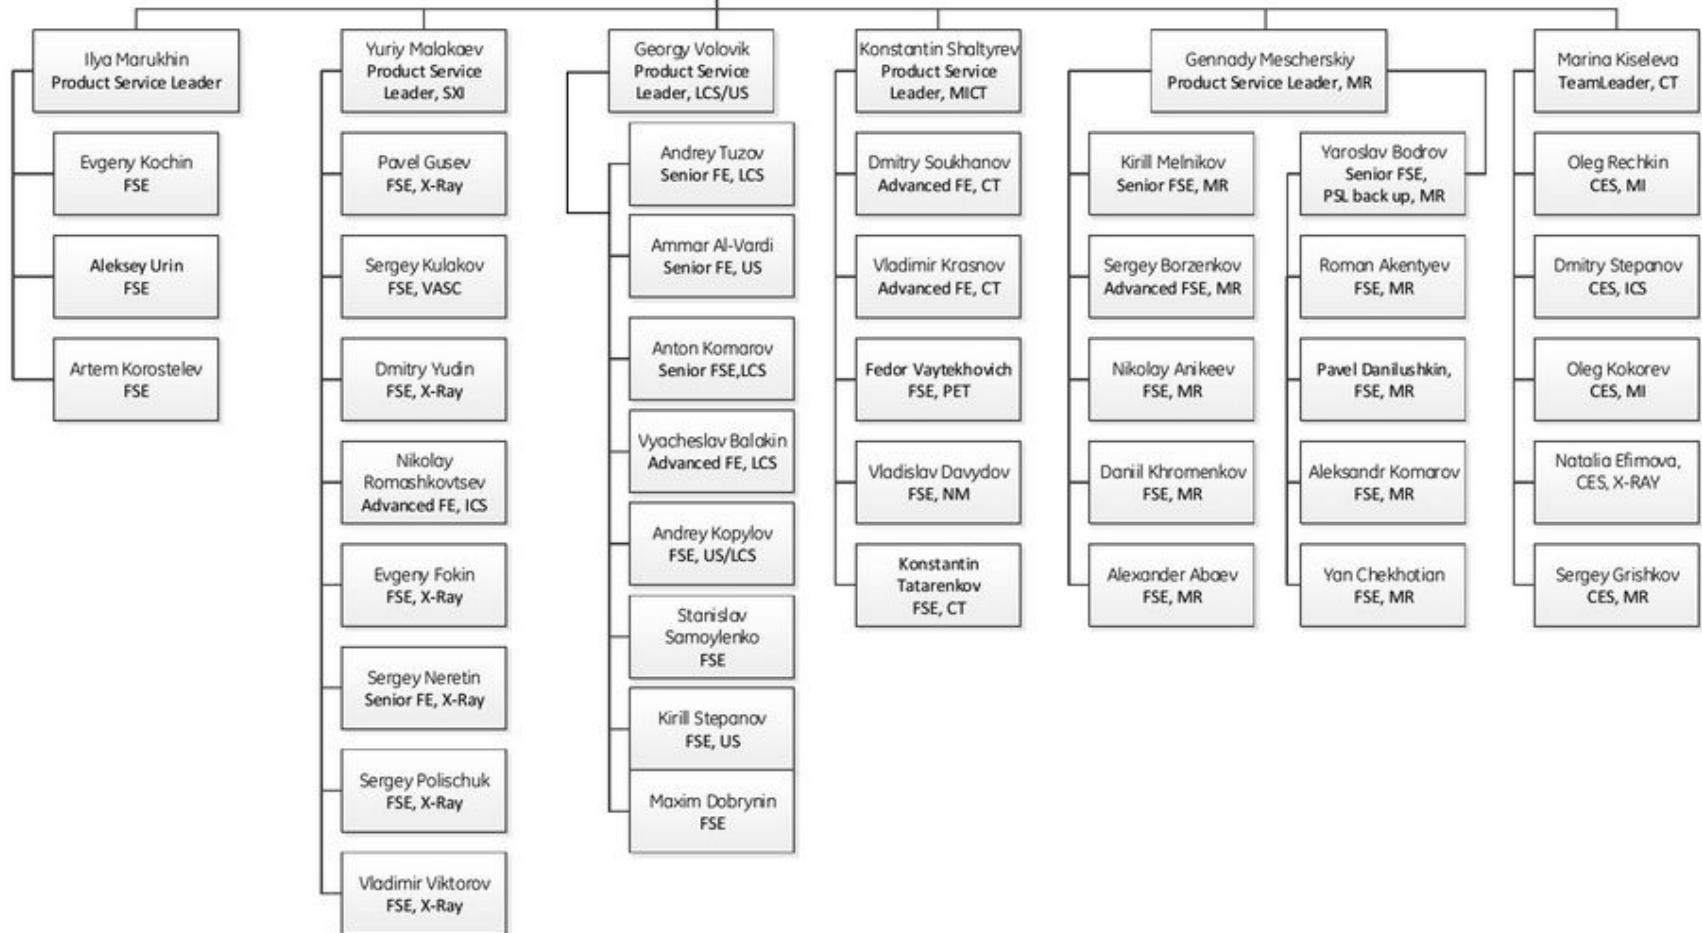 Ilya Marukhin
Product Service Leader
Evgeny Kochin
FSE
Aleksey Urin
FSE
Artem Korostelev
FSE
Yuriy Malakaev
Product Service
Leader, SXI
Pavel Gusev
FSE, X-Ray
Sergey Kulakov
FSE, VASC
Dmitry Yudin
FSE, X-Ray
Nikolay
Romashkovtsev
Advanced FE, ICS
Evgeny Fokin
FSE, X-Ray
Sergey Neretin
Senior FE, X-Ray
Sergey Polischuk
FSE, X-Ray
Vladimir Viktorov
FSE, X-Ray
Georgy Volovik
Product Service
Leader, LCS/US
Andrey Tuzov
Senior FE, LCS
Ammar Al-Vardi
Senior FE, US
Anton Komarov
Senior FSE,LCS
Vyacheslav Balakin
Advanced FE, LCS
Andrey Kopylov
FSE, US/LCS
Stanislav
Samoylenko
FSE
Kirill Stepanov
FSE, US
Maxim Dobrynin
FSE
Konstantin Shaltyrev
Product Service
Leader, MICT
Dmitry Soukhanov
Advanced FE, CT
Vladimir Krasnov
Advanced FE, CT
Fedor Vaytekhovich
FSE, PET
Vladislav Davydov
FSE, NM
Konstantin
Tatarenkov
FSE, CT
Gennady Mescherskiy
Product Service Leader, MR
Kirill Melnikov
Senior FSE, MR
Sergey Borzenkov
Advanced FSE, MR
Nikolay Anikeev
FSE, MR
Daniil Khromenkov
FSE, MR
Alexander Abaev
FSE, MR
Yaroslav Bodrov
Senior FSE,
PSL back up, MR
Roman Akentyev
FSE, MR
Pavel Danilushkin,
FSE, MR
Aleksandr Komarov
FSE, MR
Yan Chekhotian
FSE, MR
Marina Kiseleva
TeamLeader, CT
Oleg Rechkin
CES, MI
Dmitry Stepanov
CES, ICS
Oleg Kokorev
CES, MI
Natalia Efimova,
CES, X-RAY
Sergey Grishkov
CES, MR